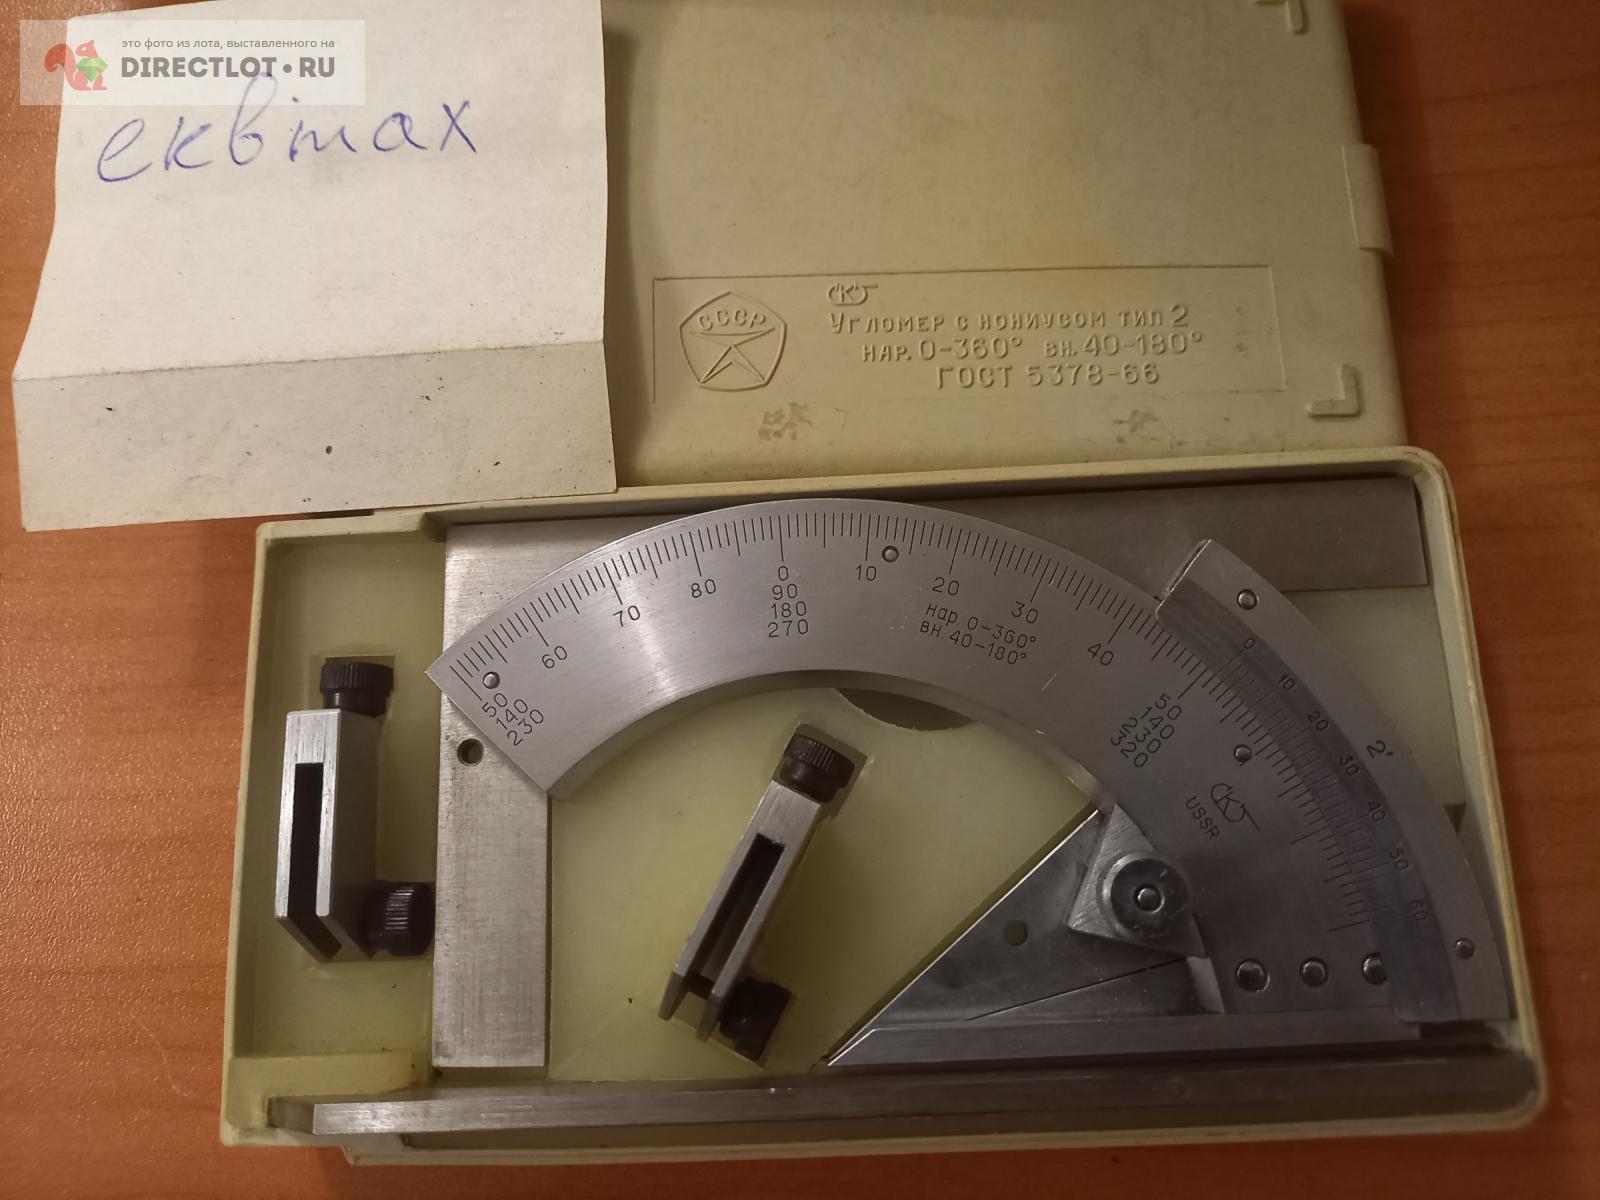 это фото из лота, выставленного на
DIRECTLOT.RU
еквтах
СССР
УГЛОМЕР С НОНИУСОМ ТИП 2
НАР. 0-360° ВН. 40-180°
ГОСТ 5378-66
50 60 70 80 0 10 20 30 40 50
140 90 140
230 180 230
270 320
Нар. 0-360°
ВН. 40-180°
0 10 20 30 40 50 60
2'
USSR